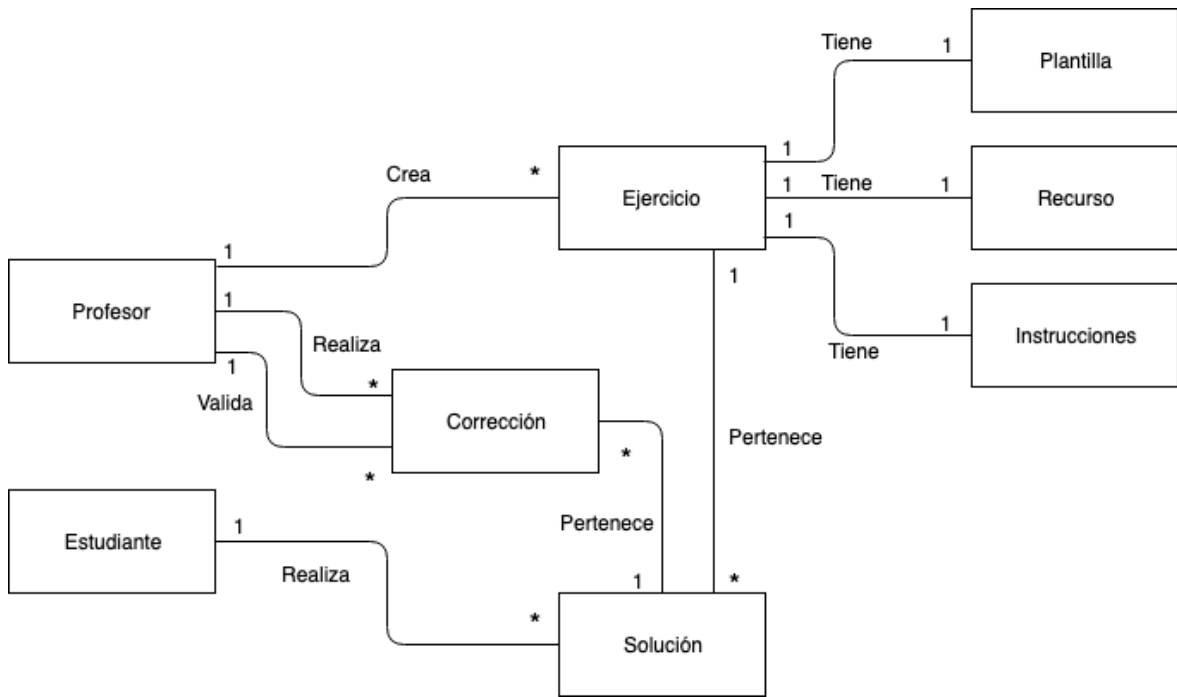 Tiene
1
Plantilla
1
Crea
*
Ejercicio
1
Tiene
1
Recurso
1
1
Profesor
1
1
1
Instrucciones
Tiene
Realiza
1
*
Valida
Corrección
*
Pertenece
*
Pertenece
Estudiante
1
Realiza
1
*
*
Solución